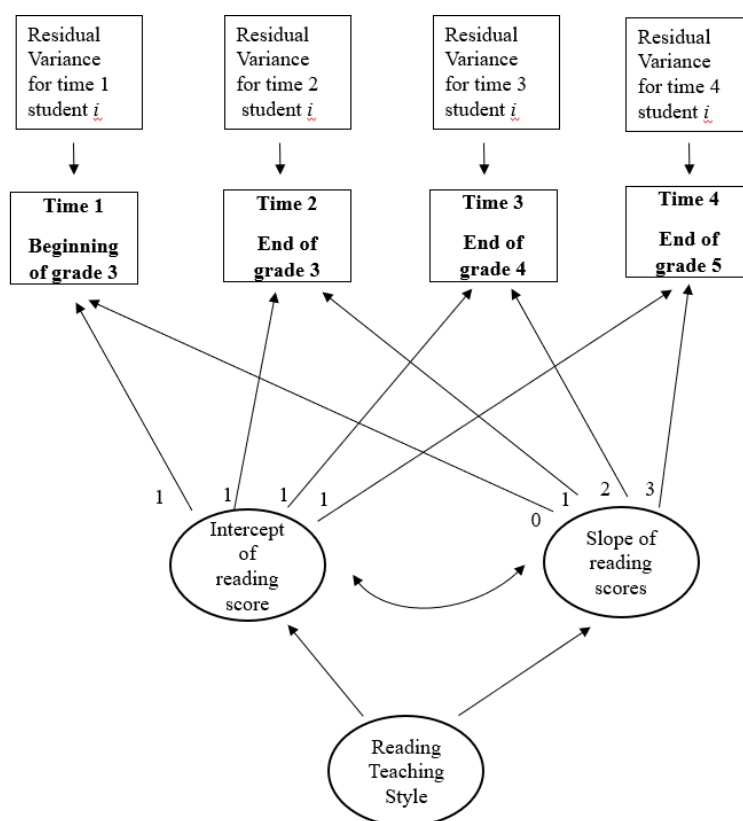 Residual
Variance
for time 1
student i
Residual
Variance
for time 2
student i
Residual
Variance
for time 3
student i
Residual
Variance
for time 4
student i
Time 1
Beginning
of grade 3
Time 2
End of
grade 3
Time 3
End of
grade 4
Time 4
End of
grade 5
1
1
1
1
0
1
2
3
Intercept
of
reading
score
Slope of
reading
scores
Reading
Teaching
Style